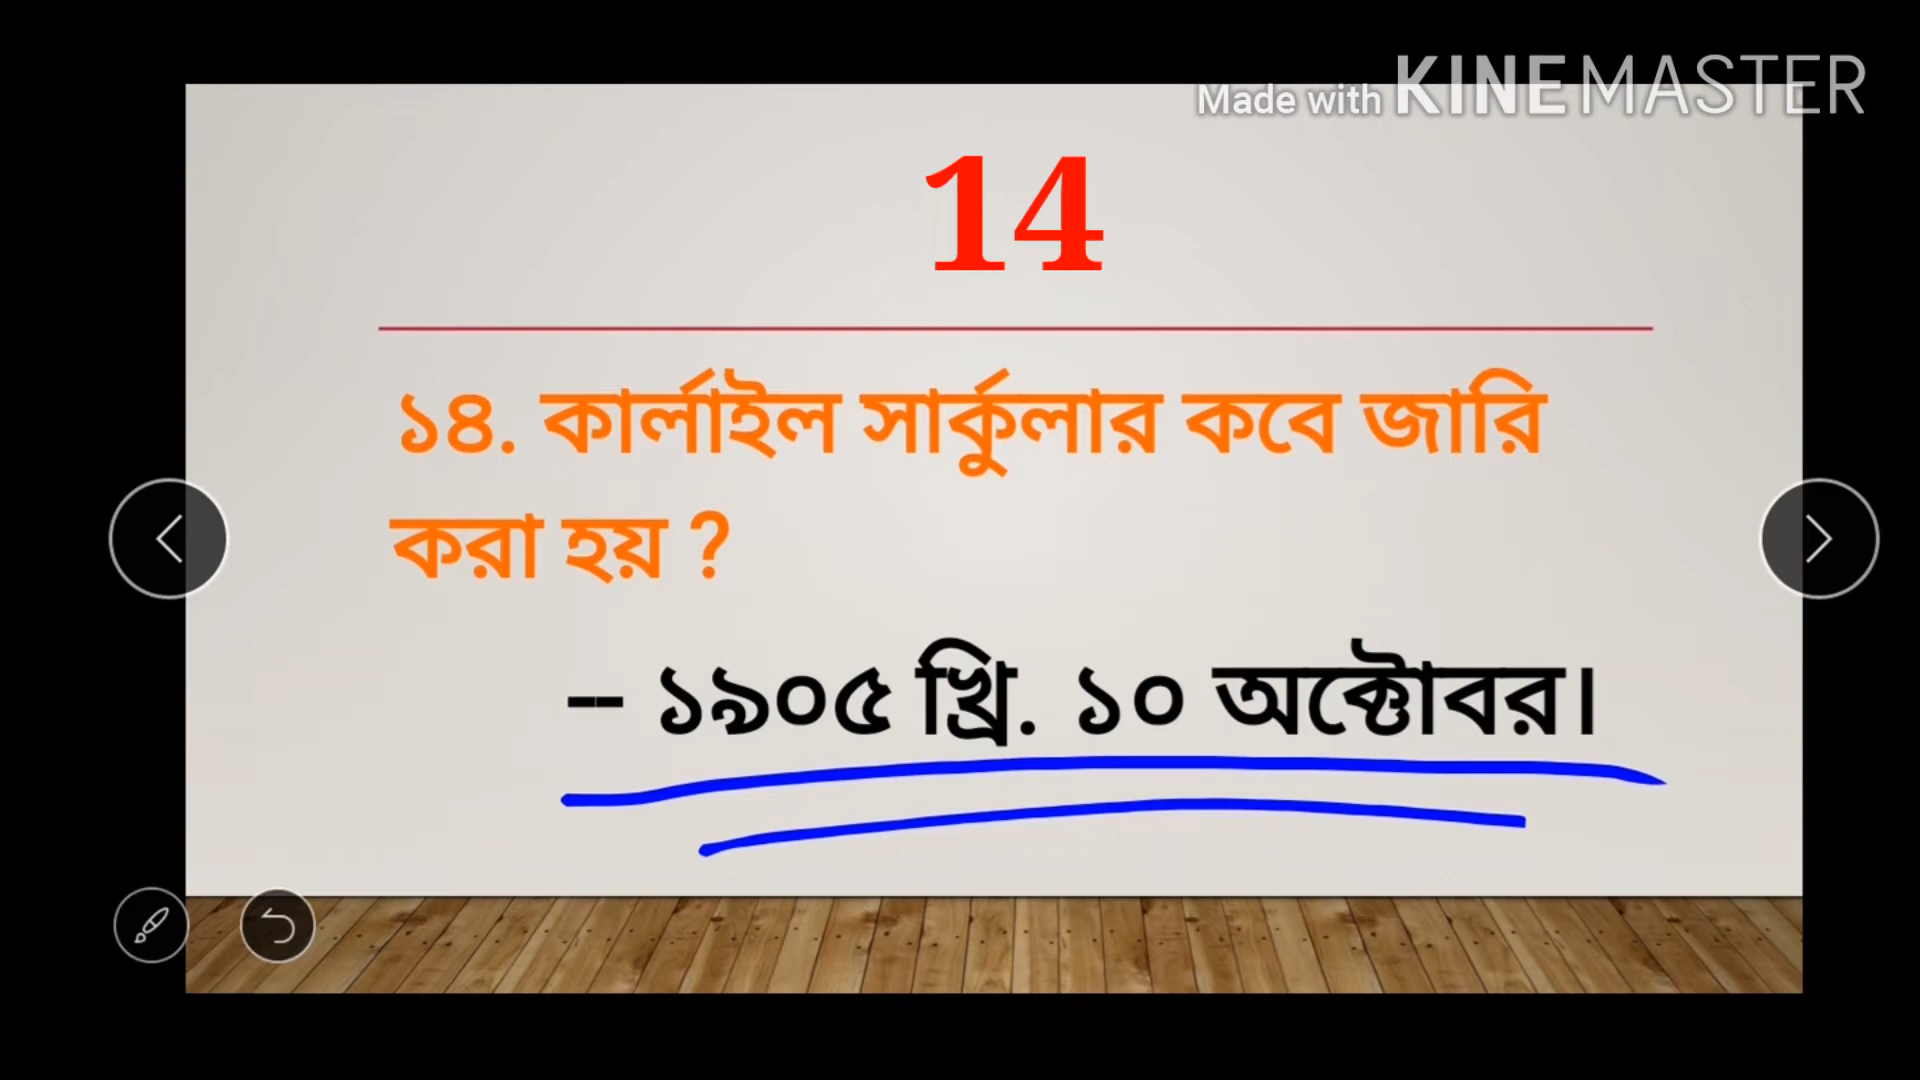 Made with KINEMASTER
14
১৪. কার্লাইল সার্কুলার কবে জারি
করা হয় ?
-- ১৯০৫ খ্রি. ১০ অক্টোবর।